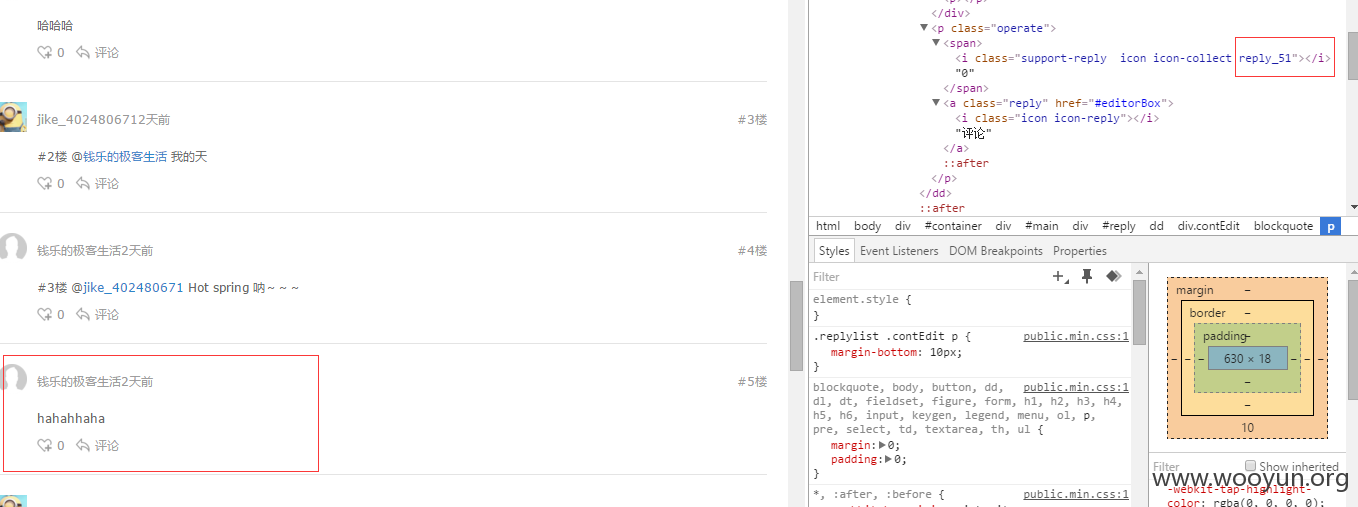 哈哈哈
0 评论
jike_4024806712天前 #3楼
#2楼 @钱乐的极客生活 我的天
0 评论
钱乐的极客生活2天前 #4楼
#3楼 @jike_402480671 Hot spring 呐~~~
0 评论
钱乐的极客生活2天前 #5楼
hahahhaha
0 评论
</div>
▼<p class="operate">
▼<span>
<i class="support-reply  icon icon-collect reply_51"></i>
"0"
</span>
▼<a class="reply" href="#editorBox">
<i class="icon icon-reply"></i>
"评论"
</a>
::after
</p>
</dd>
::after
html body div #container div #main div #reply dd div.contEdit blockquote p
Styles Event Listeners DOM Breakpoints Properties
Filter
element.style {
}
.replylist .contEdit p { public.min.css:1
margin-bottom: 10px;
}
blockquote, body, button, dd, public.min.css:1
dl, dt, fieldset, figure, form, h1, h2, h3, h4,
h5, h6, input, keygen, legend, menu, ol, p,
pre, select, td, textarea, th, ul {
margin:▶0;
padding:▶0;
}
*, :after, :before { public.min.css:1
margin –
border –
padding –
– – – 630 × 18 – – –
–
–
10
Filter Show inherited
www.wooyun.org
-webkit-tap-highlight-
color: rgba(0, 0, 0, 0);